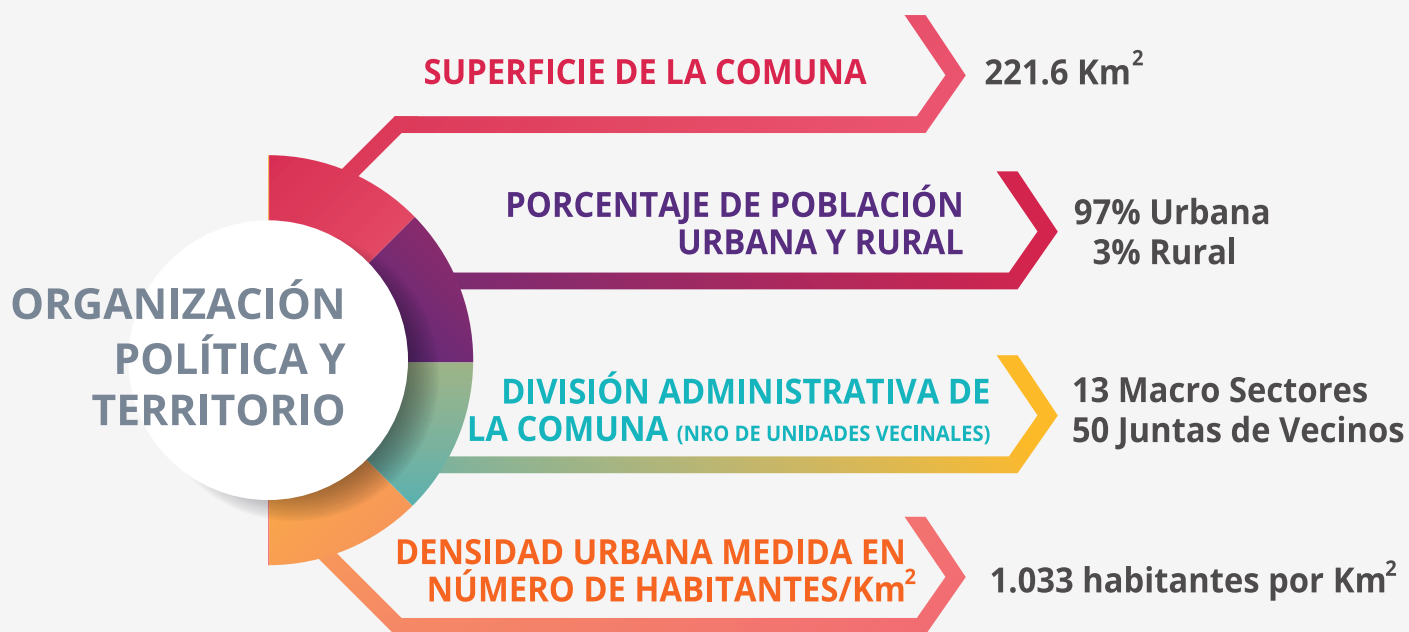 ORGANIZACIÓN
POLÍTICA Y
TERRITORIO
SUPERFICIE DE LA COMUNA
221.6 Km²
PORCENTAJE DE POBLACIÓN
URBANA Y RURAL
97% Urbana
3% Rural
DIVISIÓN ADMINISTRATIVA DE
LA COMUNA (NRO DE UNIDADES VECINALES)
13 Macro Sectores
50 Juntas de Vecinos
DENSIDAD URBANA MEDIDA EN
NÚMERO DE HABITANTES/Km²
1.033 habitantes por Km²